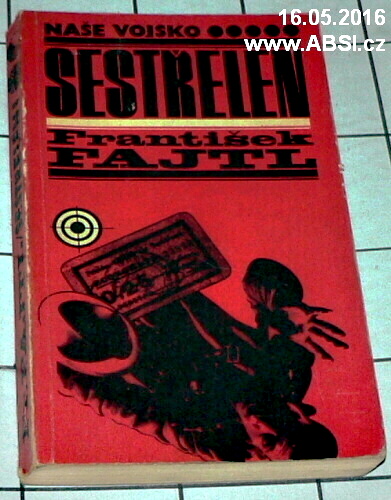 16.05.2016
www.ABSI.cz
NAŠE VOJSKO
SESTŘELEN
František
FAJTL